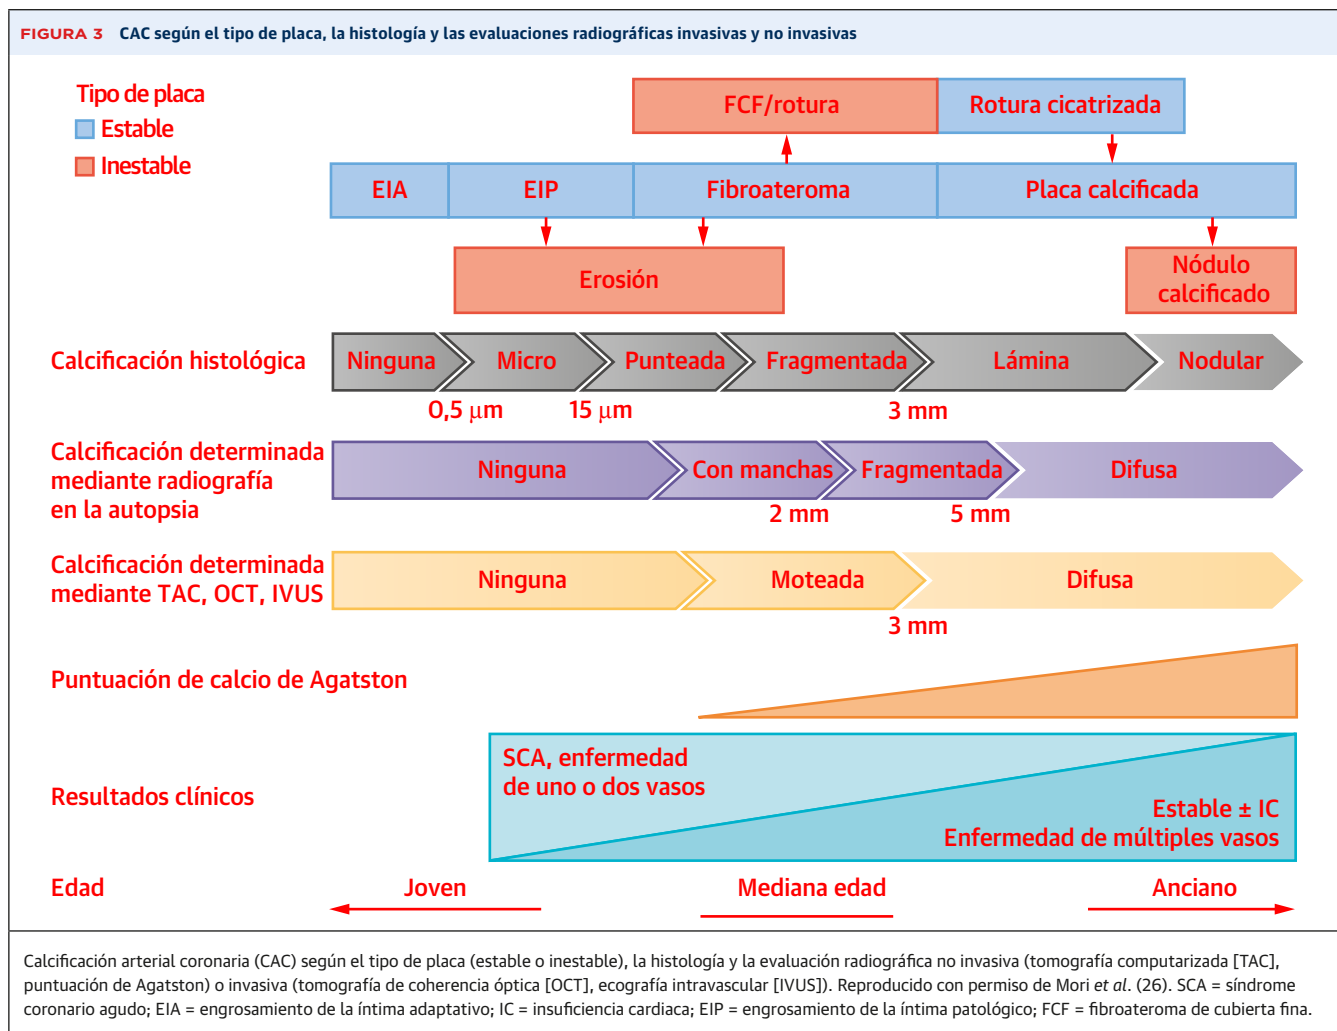 FIGURA 3 CAC según el tipo de placa, la histología y las evaluaciones radiográficas invasivas y no invasivas
Tipo de placa
Estable
Inestable
FCF/rotura
Rotura cicatrizada
EIA
EIP
Fibroateroma
Placa calcificada
Erosión
Nódulo
calcificado
Calcificación histológica
Ninguna
Micro
Punteada
Fragmentada
Lámina
Nodular
0,5 μm
15 μm
3 mm
Calcificación determinada
mediante radiografía
en la autopsia
Ninguna
Con manchas
Fragmentada
Difusa
2 mm
5 mm
Calcificación determinada
mediante TAC, OCT, IVUS
Ninguna
Moteada
Difusa
3 mm
Puntuación de calcio de Agatston
Resultados clínicos
SCA, enfermedad
de uno o dos vasos
Estable ± IC
Enfermedad de múltiples vasos
Edad
Joven
Mediana edad
Anciano
Calcificación arterial coronaria (CAC) según el tipo de placa (estable o inestable), la histología y la evaluación radiográfica no invasiva (tomografía computarizada [TAC],
puntuación de Agatston) o invasiva (tomografía de coherencia óptica [OCT], ecografía intravascular [IVUS]). Reproducido con permiso de Mori et al. (26). SCA = síndrome
coronario agudo; EIA = engrosamiento de la íntima adaptativo; IC = insuficiencia cardiaca; EIP = engrosamiento de la íntima patológico; FCF = fibroateroma de cubierta fina.